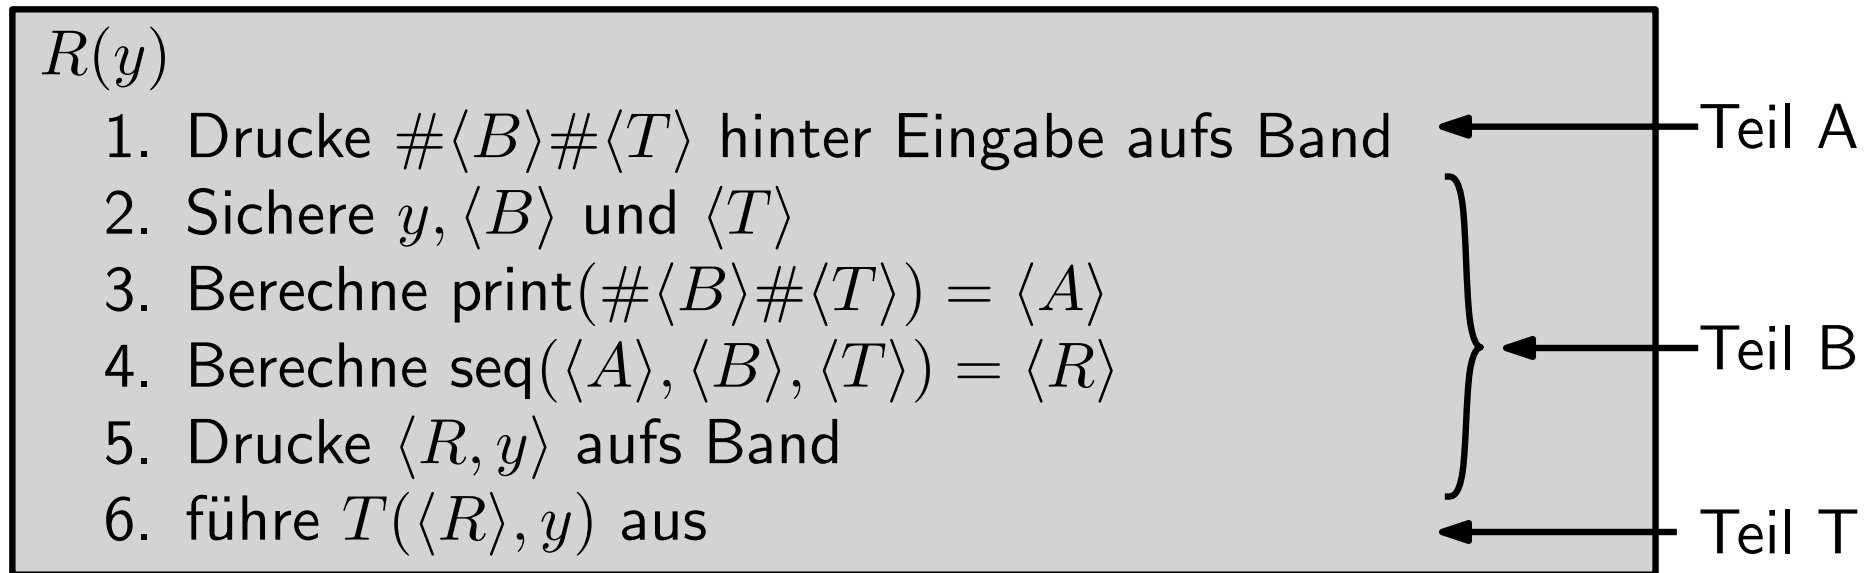 R(y)
1. Drucke #⟨B⟩#⟨T⟩ hinter Eingabe aufs Band
Teil A
2. Sichere y, ⟨B⟩ und ⟨T⟩
3. Berechne print(#⟨B⟩#⟨T⟩) = ⟨A⟩
4. Berechne seq(⟨A⟩, ⟨B⟩, ⟨T⟩) = ⟨R⟩
Teil B
5. Drucke ⟨R, y⟩ aufs Band
6. führe T(⟨R⟩, y) aus
Teil T